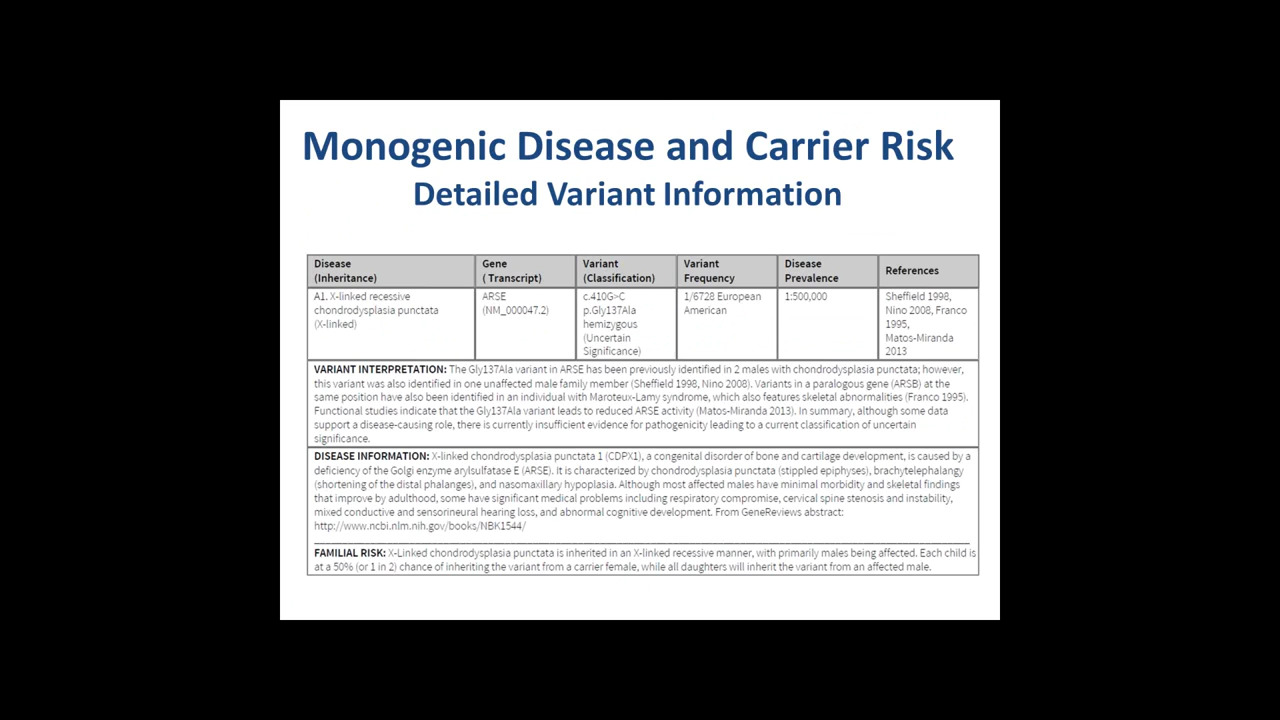 Monogenic Disease and Carrier Risk
Detailed Variant Information
Disease
(Inheritance)
Gene
( Transcript)
Variant
(Classification)
Variant
Frequency
Disease
Prevalence
References
A1. X-linked recessive
chondrodysplasia punctata
(X-linked)
ARSE
(NM_000047.2)
c.410G>C
p.Gly137Ala
hemizygous
(Uncertain
Significance)
1/6728 European
American
1:500,000
Sheffield 1998,
Nino 2008, Franco
1995,
Matos-Miranda
2013
VARIANT INTERPRETATION: The Gly137Ala variant in ARSE has been previously identified in 2 males with chondrodysplasia punctata; however,
this variant was also identified in one unaffected male family member (Sheffield 1998, Nino 2008). Variants in a paralogous gene (ARSB) at the
same position have also been identified in an individual with Maroteux-Lamy syndrome, which also features skeletal abnormalities (Franco 1995).
Functional studies indicate that the Gly137Ala variant leads to reduced ARSE activity (Matos-Miranda 2013). In summary, although some data
support a disease-causing role, there is currently insufficient evidence for pathogenicity leading to a current classification of uncertain
significance.
DISEASE INFORMATION: X-linked chondrodysplasia punctata 1 (CDPX1), a congenital disorder of bone and cartilage development, is caused by a
deficiency of the Golgi enzyme arylsulfatase E (ARSE). It is characterized by chondrodysplasia punctata (stippled epiphyses), brachytelephalangy
(shortening of the distal phalanges), and nasomaxillary hypoplasia. Although most affected males have minimal morbidity and skeletal findings
that improve by adulthood, some have significant medical problems including respiratory compromise, cervical spine stenosis and instability,
mixed conductive and sensorineural hearing loss, and abnormal cognitive development. From GeneReviews abstract:
http://www.ncbi.nlm.nih.gov/books/NBK1544/
FAMILIAL RISK: X-Linked chondrodysplasia punctata is inherited in an X-linked recessive manner, with primarily males being affected. Each child is
at a 50% (or 1 in 2) chance of inheriting the variant from a carrier female, while all daughters will inherit the variant from an affected male.